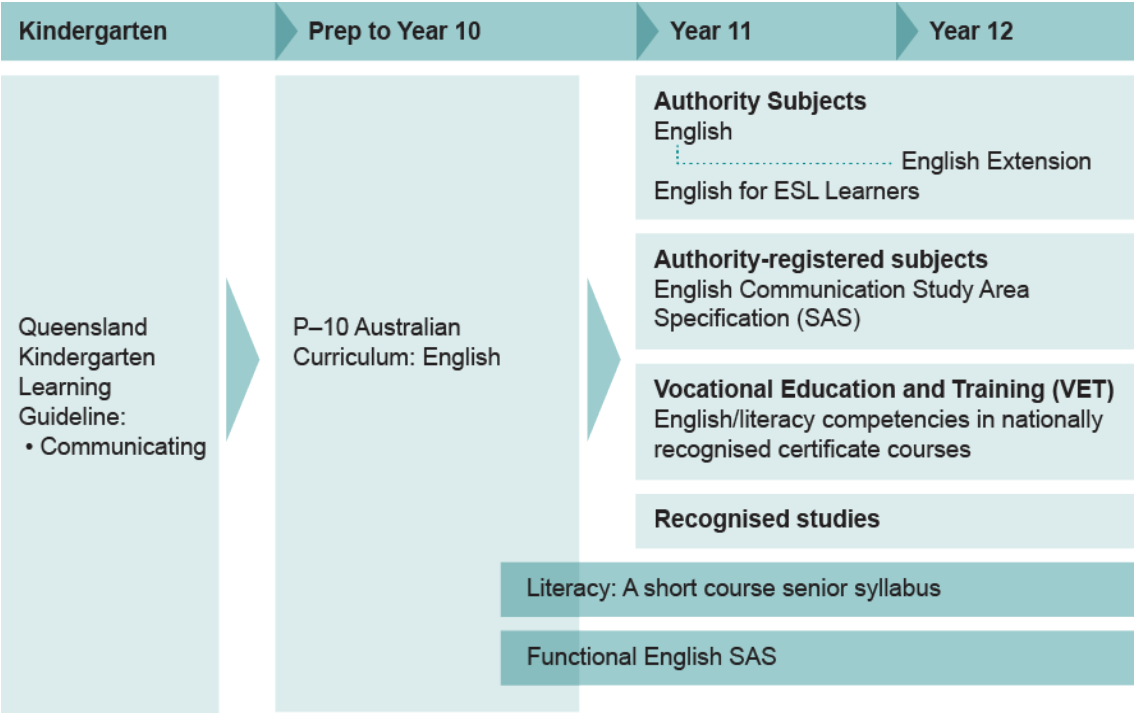 Kindergarten
Prep to Year 10
Year 11
Year 12
Queensland
Kindergarten
Learning
Guideline:
• Communicating
P–10 Australian
Curriculum: English
Authority Subjects
English
English Extension
English for ESL Learners
Authority-registered subjects
English Communication Study Area
Specification (SAS)
Vocational Education and Training (VET)
English/literacy competencies in nationally
recognised certificate courses
Recognised studies
Literacy: A short course senior syllabus
Functional English SAS